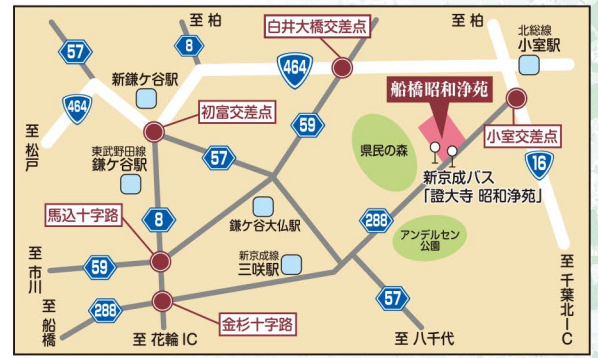 至 柏
白井大橋交差点
至 柏
57
8
北総線
小室駅
464
新鎌ケ谷駅
船橋昭和浄苑
464
初富交差点
59
小室交差点
至 松戸
東武野田線
鎌ケ谷駅
57
県民の森
16
新京成バス
「證大寺 昭和浄苑」
8
馬込十字路
鎌ケ谷大仏駅
288
アンデルセン
公園
至 市川
59
新京成線
三咲駅
至 千葉北IC
至 船橋
288
57
金杉十字路
至 花輪IC
至 八千代